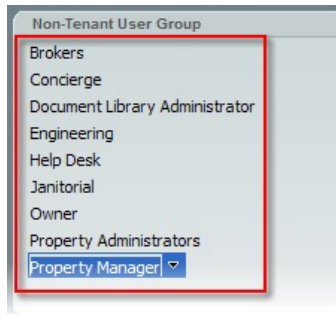 Non-Tenant User Group
Brokers
Concierge
Document Library Administrator
Engineering
Help Desk
Janitorial
Owner
Property Administrators
Property Manager